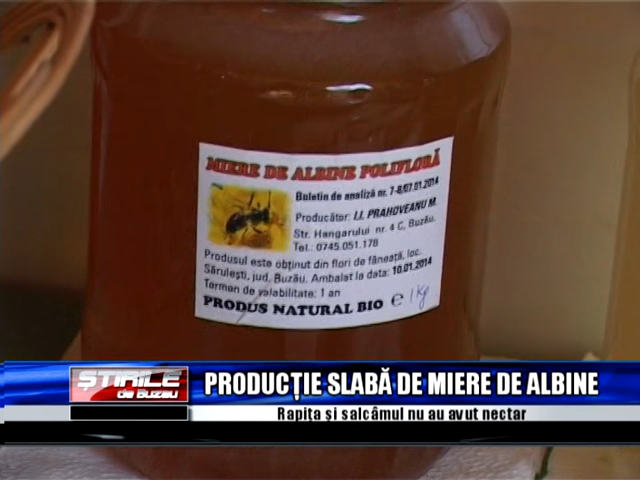 MIERE DE ALBINE POLIFLORĂ
Buletin de analiză nr. 7-8/07.01.2014
Producător: I.I. PRAHOVEANU M.
Str. Hangarului nr. 4 C, Buzău.
Tel.: 0745.051.178
Produsul este obținut din flori de fâneață, loc.
Sărulești, jud. Buzău. Ambalat la data: 10.01.2014
Termen de valabilitate: 1 an
PRODUS NATURAL BIO e 1 Kg
ȘTIRILE
de Buzău
PRODUCȚIE SLABĂ DE MIERE DE ALBINE
Rapița și salcâmul nu au avut nectar